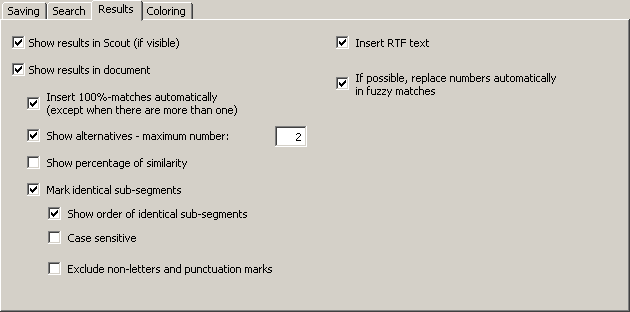 Saving Search Results Coloring
Show results in Scout (if visible)
Show results in document
Insert 100%-matches automatically
(except when there are more than one)
Show alternatives - maximum number: 2
Show percentage of similarity
Mark identical sub-segments
Show order of identical sub-segments
Case sensitive
Exclude non-letters and punctuation marks
Insert RTF text
If possible, replace numbers automatically
in fuzzy matches